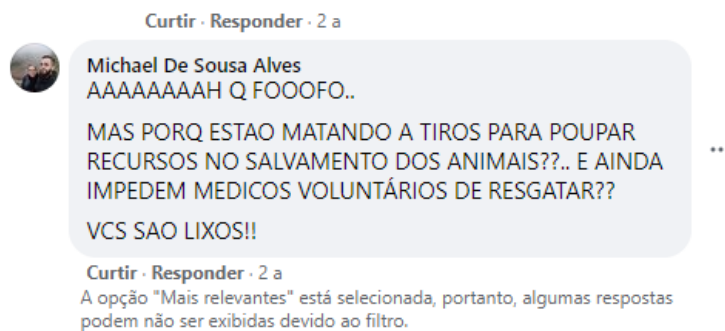 Curtir · Responder · 2 a
Michael De Sousa Alves
AAAAAAAAH Q FOOOFO..
MAS PORQ ESTAO MATANDO A TIROS PARA POUPAR
RECURSOS NO SALVAMENTO DOS ANIMAIS??.. E AINDA
IMPEDEM MEDICOS VOLUNTÁRIOS DE RESGATAR??
VCS SAO LIXOS!!
Curtir · Responder · 2 a
A opção "Mais relevantes" está selecionada, portanto, algumas respostas
podem não ser exibidas devido ao filtro.